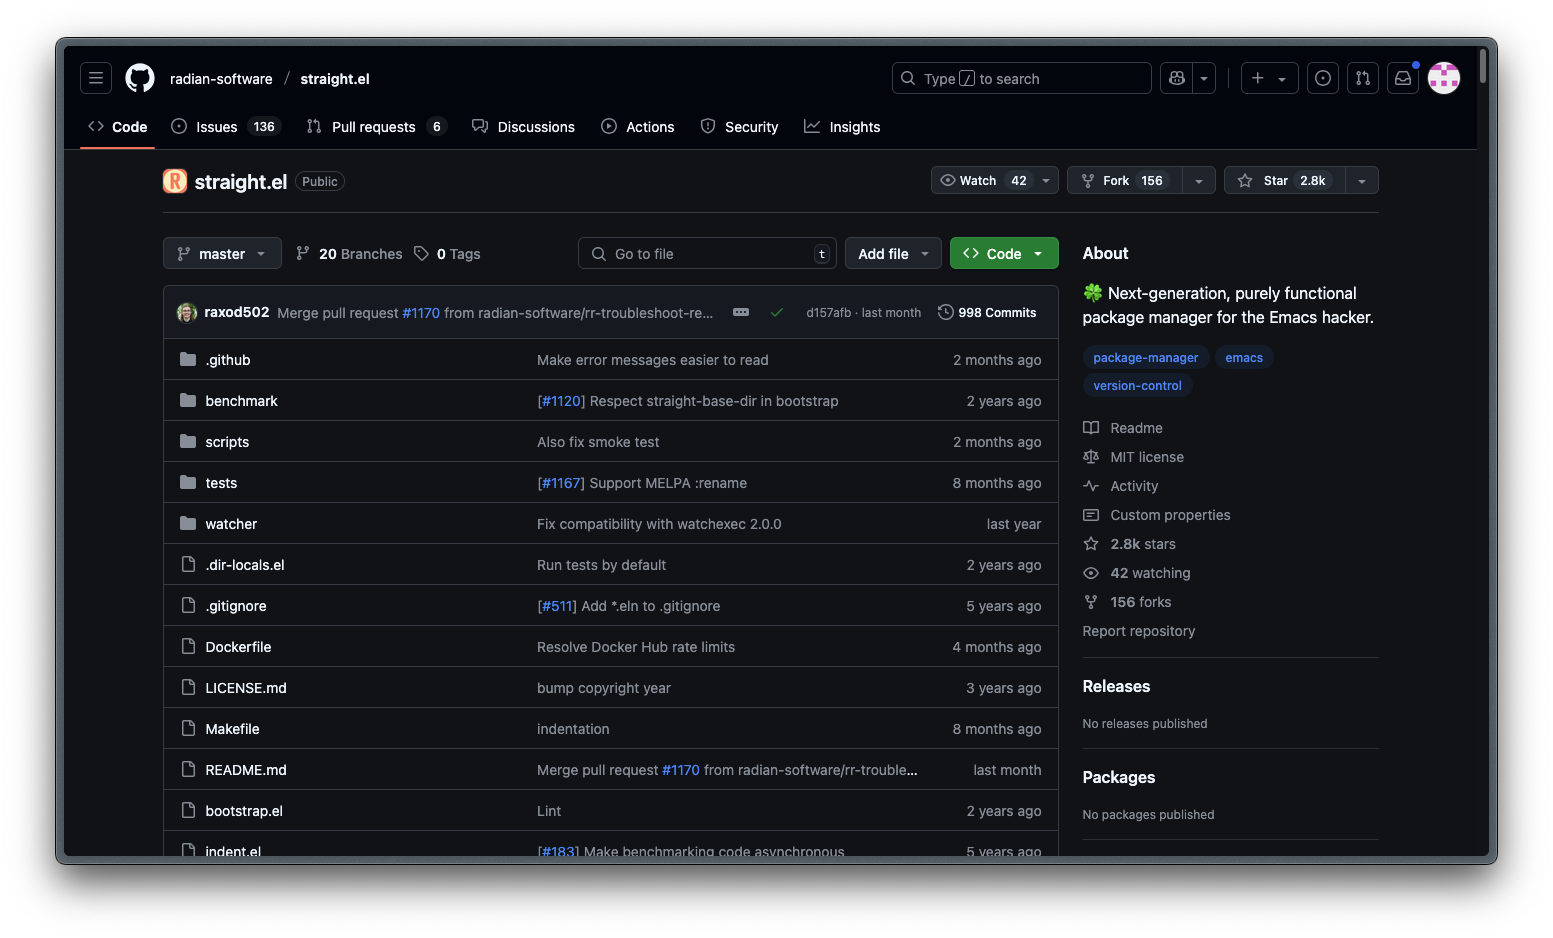 radian-software / straight.el
Type / to search
Code
Issues 136
Pull requests 6
Discussions
Actions
Security
Insights
R straight.el Public
Watch 42
Fork 156
Star 2.8k
master
20 Branches
0 Tags
Go to file t
Add file
Code
raxod502 Merge pull request #1170 from radian-software/rr-troubleshoot-re... d157afb · last month 998 Commits
.github Make error messages easier to read 2 months ago
benchmark [#1120] Respect straight-base-dir in bootstrap 2 years ago
scripts Also fix smoke test 2 months ago
tests [#1167] Support MELPA :rename 8 months ago
watcher Fix compatibility with watchexec 2.0.0 last year
.dir-locals.el Run tests by default 2 years ago
.gitignore [#511] Add *.eln to .gitignore 5 years ago
Dockerfile Resolve Docker Hub rate limits 4 months ago
LICENSE.md bump copyright year 3 years ago
Makefile indentation 8 months ago
README.md Merge pull request #1170 from radian-software/rr-trouble... last month
bootstrap.el Lint 2 years ago
indent.el [#183] Make benchmarking code asynchronous 5 years ago
About
🍀 Next-generation, purely functional
package manager for the Emacs hacker.
package-manager emacs
version-control
Readme
MIT license
Activity
Custom properties
2.8k stars
42 watching
156 forks
Report repository
Releases
No releases published
Packages
No packages published